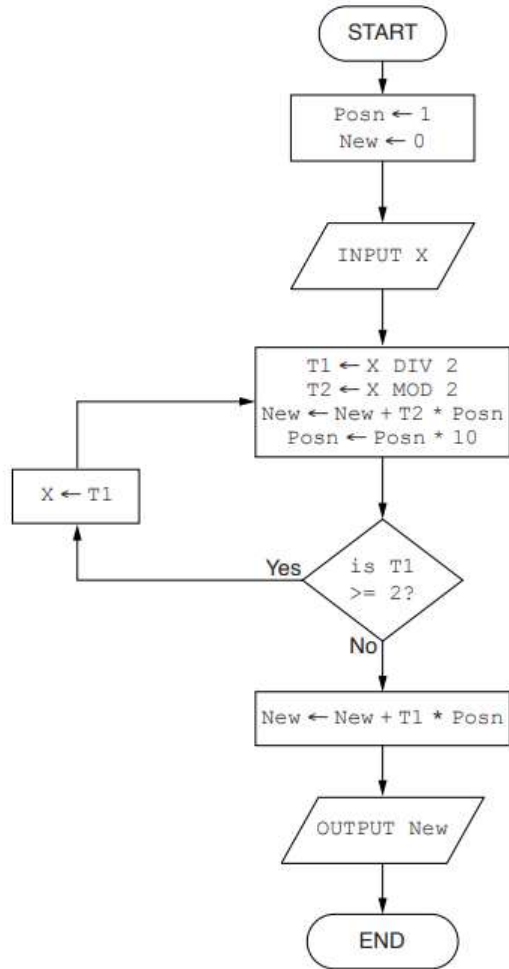 START
Posn ← 1
New ← 0
INPUT X
T1 ← X DIV 2
T2 ← X MOD 2
New ← New + T2 * Posn
Posn ← Posn * 10
X ← T1
Yes
is T1
>= 2?
No
New ← New + T1 * Posn
OUTPUT New
END